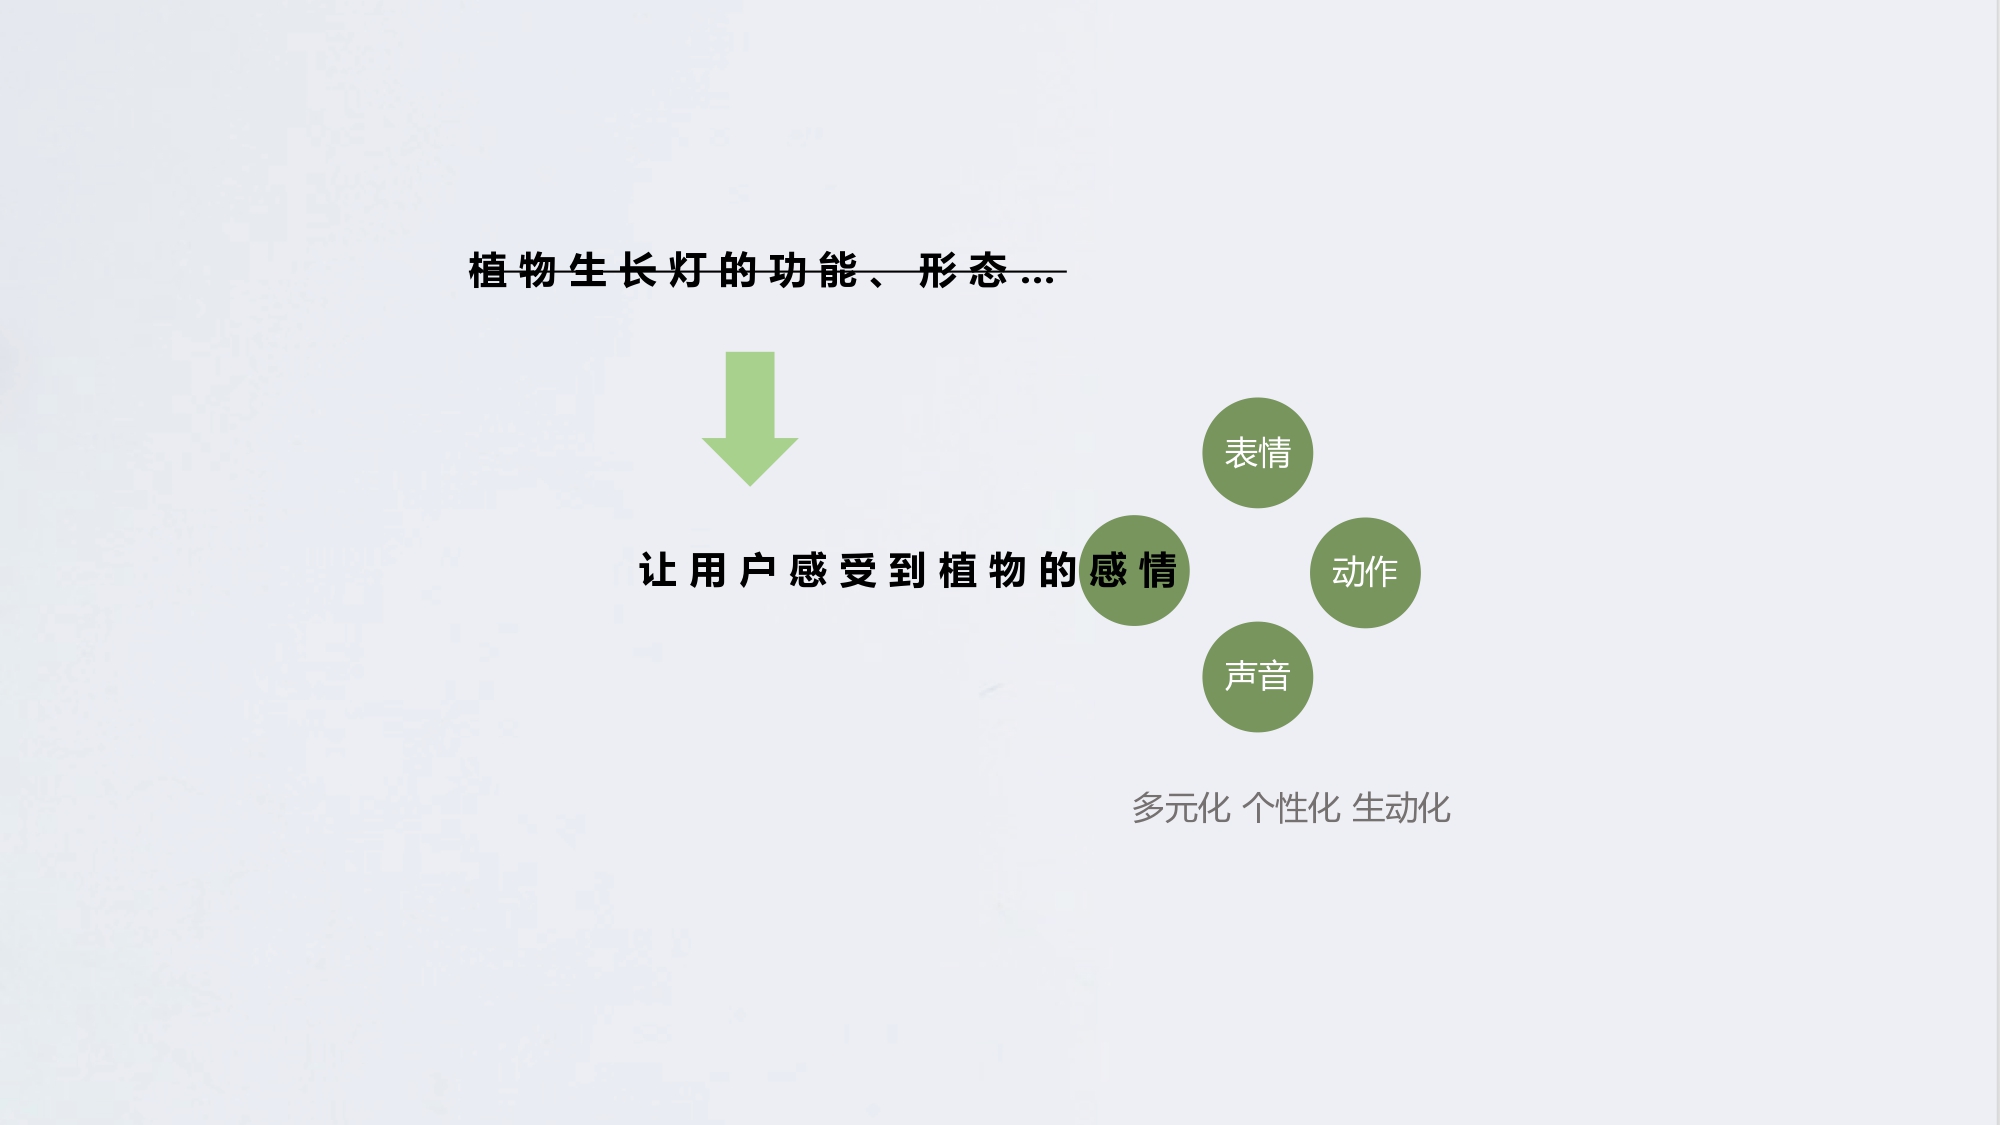 植物生长灯的功能、形态...
表情
让用户感受到植物的感情
动作
声音
多元化 个性化 生动化